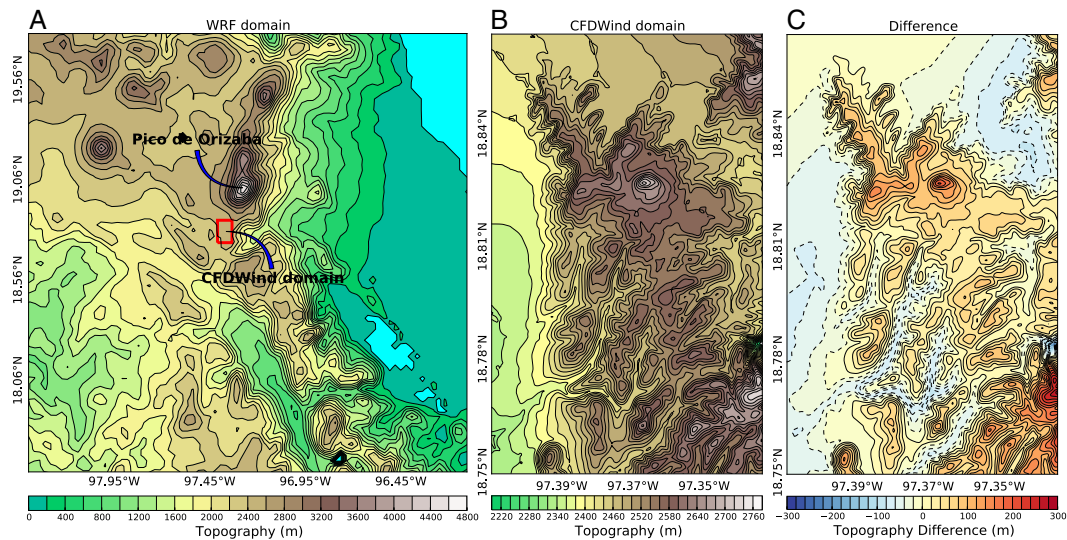 A
WRF domain
19.56°N
19.06°N
18.56°N
18.06°N
Pico de Orizaba
CFDWind domain
97.95°W 97.45°W 96.95°W 96.45°W
0 400 800 1200 1600 2000 2400 2800 3200 3600 4000 4400 4800
Topography (m)
B
CFDWind domain
18.84°N
18.81°N
18.78°N
18.75°N
97.39°W 97.37°W 97.35°W
2220 2280 2340 2400 2460 2520 2580 2640 2700 2760
Topography (m)
C
Difference
18.84°N
18.81°N
18.78°N
18.75°N
97.39°W 97.37°W 97.35°W
−300 −200 −100 0 100 200 300
Topography Difference (m)